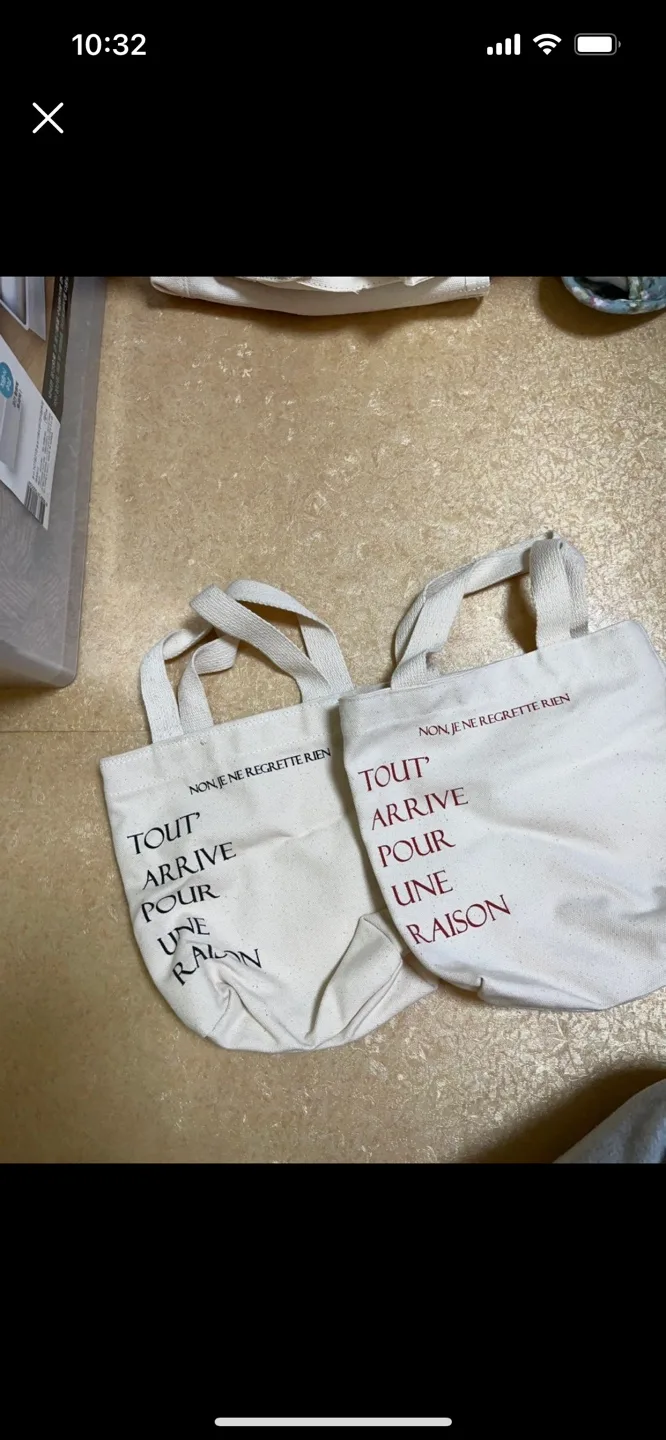 10:32
NON, JE NE REGRETTE RIEN
TOUT'
ARRIVE
POUR
UNE
RAISON
NON, JE NE REGRETTE RIEN
TOUT'
ARRIVE
POUR
UNE
RAISON